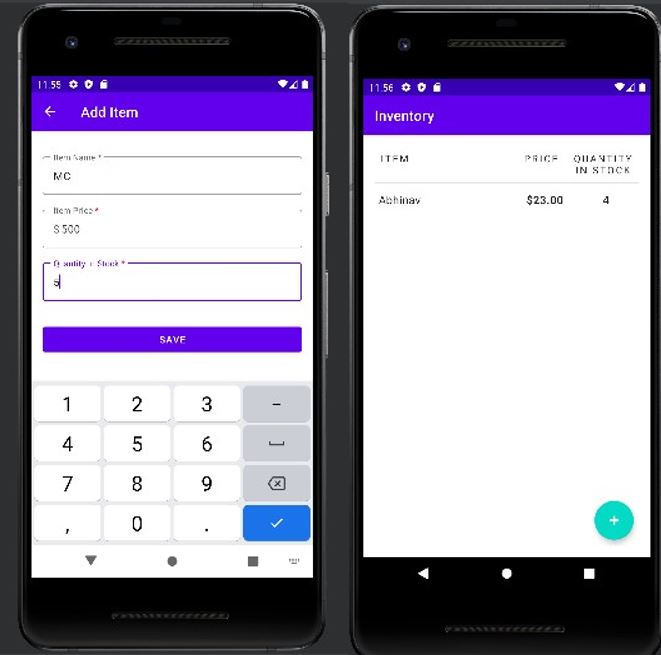 11:55
Add Item
Item Name *
MC
Item Price *
$ 500
Quantity in Stock *
5
SAVE
1 2 3 -
4 5 6
7 8 9
, 0 .
11:56
Inventory
ITEM PRICE QUANTITY
IN STOCK
Abhinav $23.00 4
+